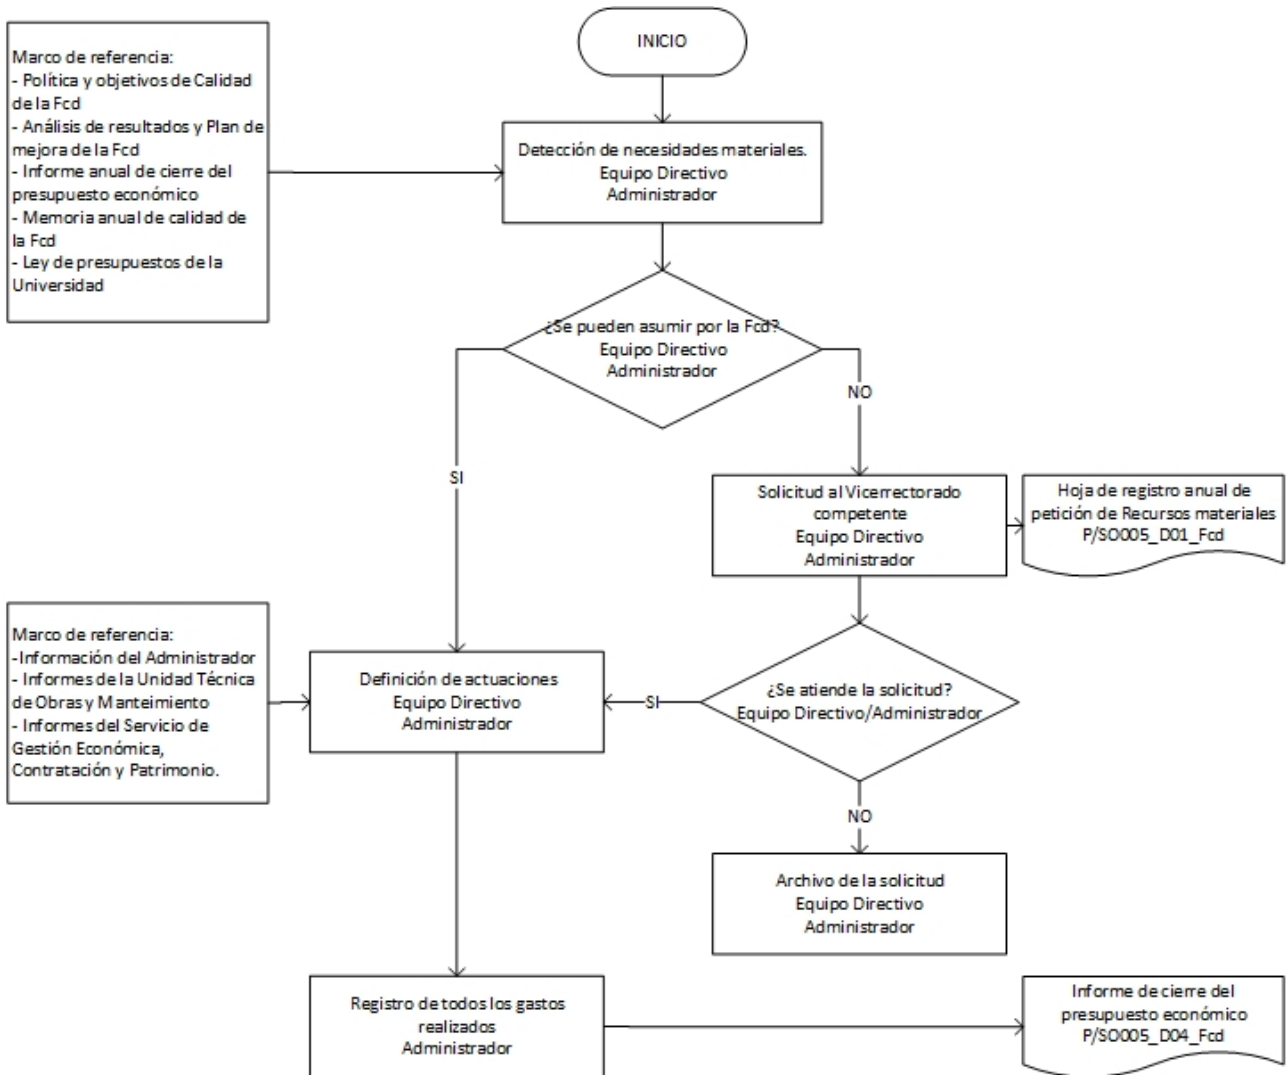 INICIO
Marco de referencia:
- Política y objetivos de Calidad
de la Fcd
- Análisis de resultados y Plan de
mejora de la Fcd
- Informe anual de cierre del
presupuesto económico
- Memoria anual de calidad de
la Fcd
- Ley de presupuestos de la
Universidad
Detección de necesidades materiales.
Equipo Directivo
Administrador
¿Se pueden asumir por la Fcd?
Equipo Directivo
Administrador
NO
SI
Solicitud al Vicerrectorado
competente
Equipo Directivo
Administrador
Hoja de registro anual de
petición de Recursos materiales
P/SO005_D01_Fcd
Marco de referencia:
-Información del Administrador
- Informes de la Unidad Técnica
de Obras y Manteimiento
- Informes del Servicio de
Gestión Económica,
Contratación y Patrimonio.
Definición de actuaciones
Equipo Directivo
Administrador
SI
¿Se atiende la solicitud?
Equipo Directivo/Administrador
NO
Archivo de la solicitud
Equipo Directivo
Administrador
Registro de todos los gastos
realizados
Administrador
Informe de cierre del
presupuesto económico
P/SO005_D04_Fcd